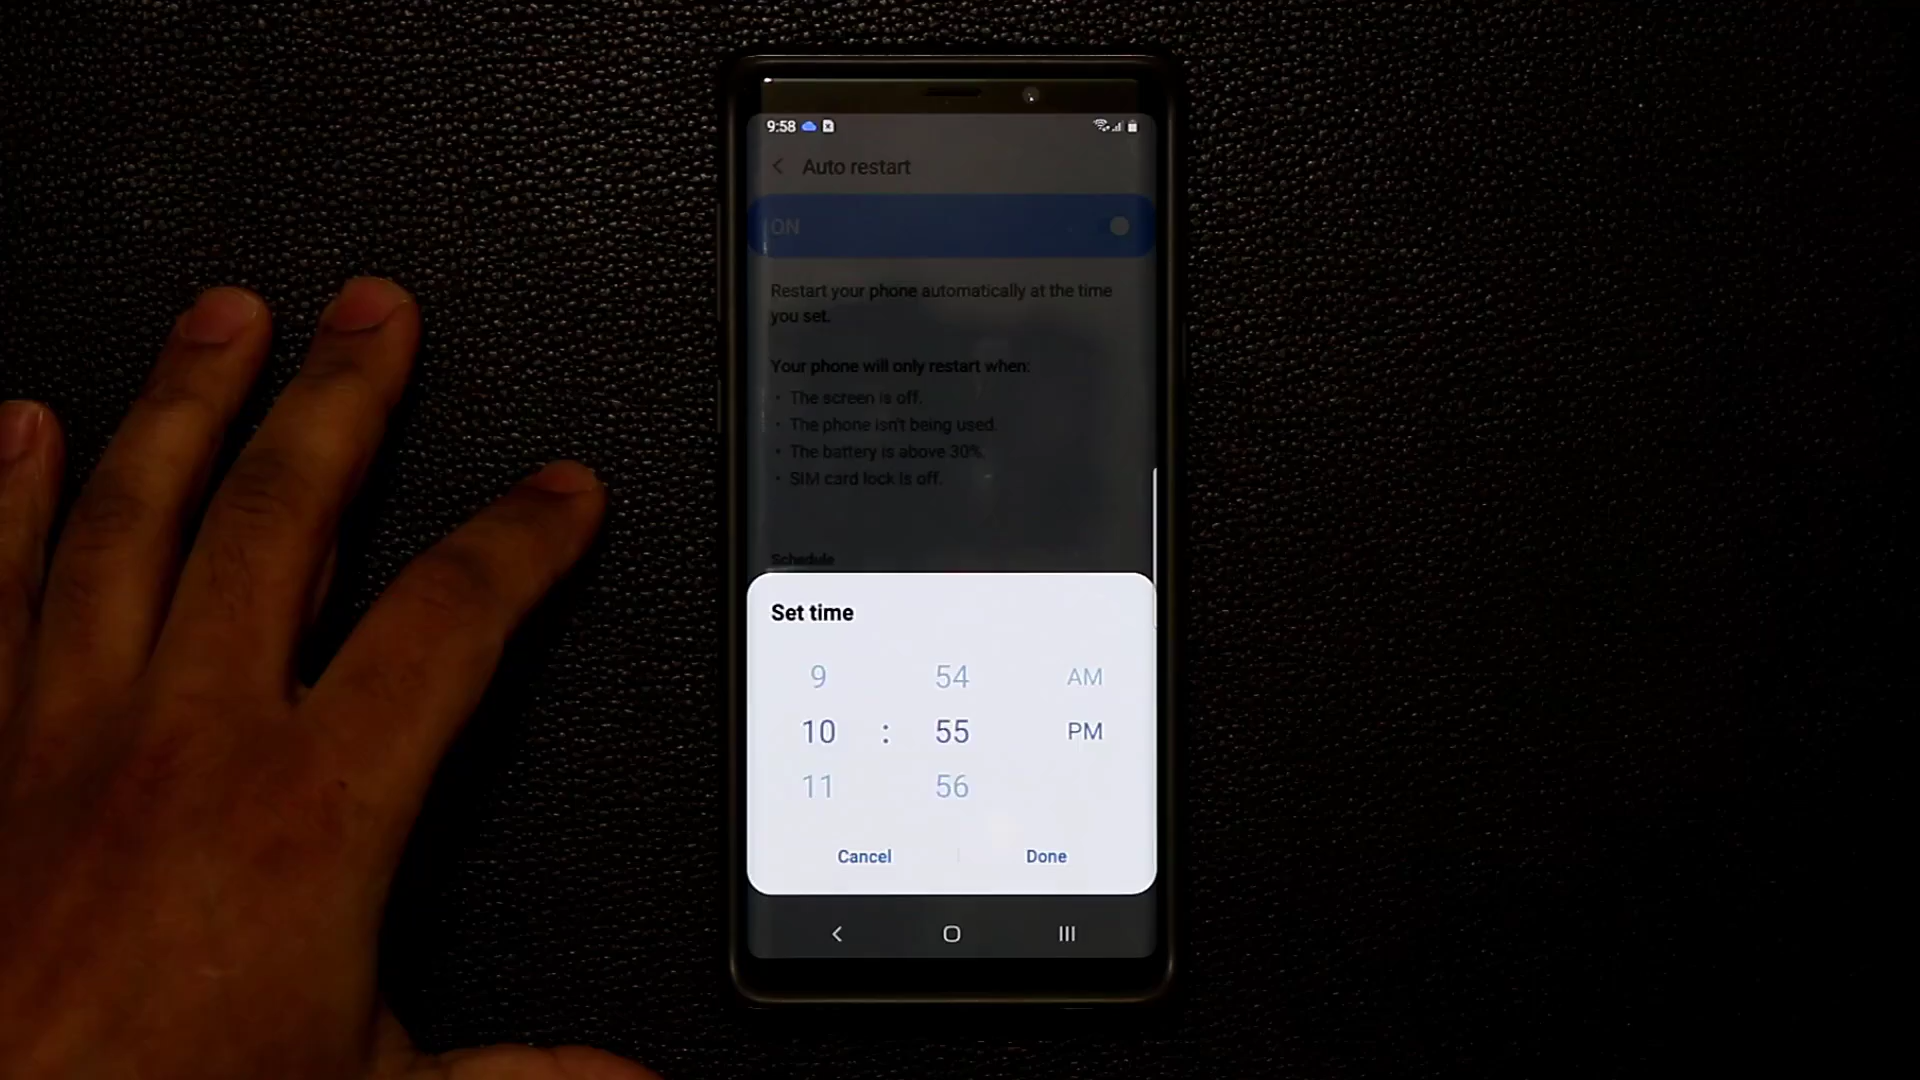 9:58
Auto restart
ON
Restart your phone automatically at the time
you set.
Your phone will only restart when:
• The screen is off.
• The phone isn't being used.
• The battery is above 30%.
• SIM card lock is off.
Schedule
Set time
9 54 AM
10 : 55 PM
11 56
Cancel Done